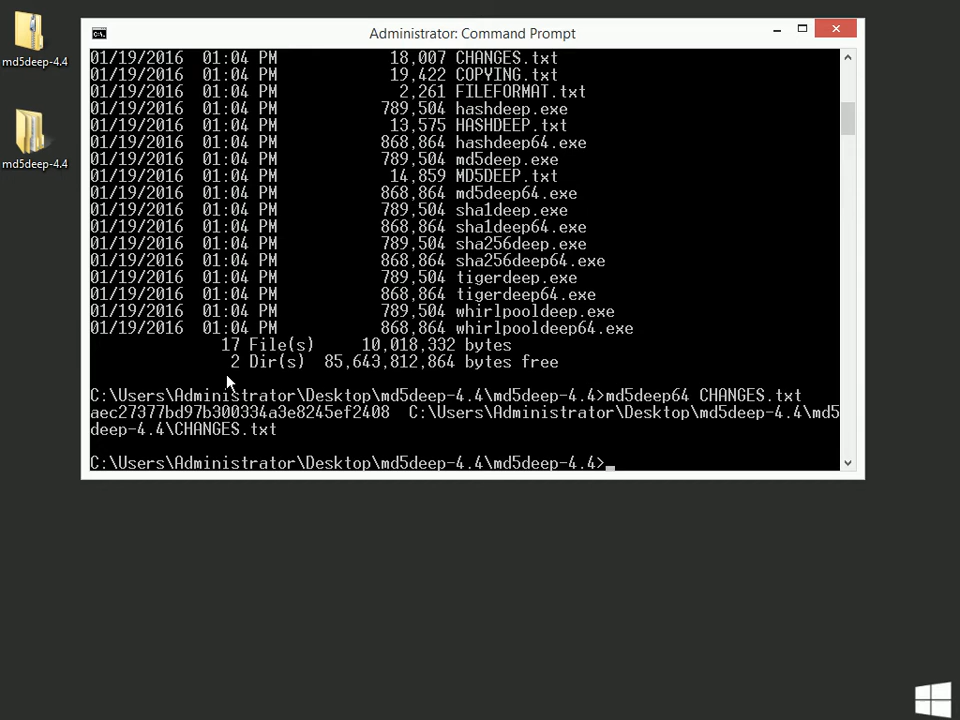 md5deep-4.4
md5deep-4.4
Administrator: Command Prompt
01/19/2016  01:04 PM            18,007 CHANGES.txt
01/19/2016  01:04 PM            19,422 COPYING.txt
01/19/2016  01:04 PM             2,261 FILEFORMAT.txt
01/19/2016  01:04 PM           789,504 hashdeep.exe
01/19/2016  01:04 PM            13,575 HASHDEEP.txt
01/19/2016  01:04 PM           868,864 hashdeep64.exe
01/19/2016  01:04 PM           789,504 md5deep.exe
01/19/2016  01:04 PM            14,859 MD5DEEP.txt
01/19/2016  01:04 PM           868,864 md5deep64.exe
01/19/2016  01:04 PM           789,504 sha1deep.exe
01/19/2016  01:04 PM           868,864 sha1deep64.exe
01/19/2016  01:04 PM           789,504 sha256deep.exe
01/19/2016  01:04 PM           868,864 sha256deep64.exe
01/19/2016  01:04 PM           789,504 tigerdeep.exe
01/19/2016  01:04 PM           868,864 tigerdeep64.exe
01/19/2016  01:04 PM           789,504 whirlpooldeep.exe
01/19/2016  01:04 PM           868,864 whirlpooldeep64.exe
17 File(s)     10,018,332 bytes
2 Dir(s)  85,643,812,864 bytes free
C:\Users\Administrator\Desktop\md5deep-4.4\md5deep-4.4>md5deep64 CHANGES.txt
aec27377bd97b300334a3e8245ef2408  C:\Users\Administrator\Desktop\md5deep-4.4\md5
deep-4.4\CHANGES.txt
C:\Users\Administrator\Desktop\md5deep-4.4\md5deep-4.4>_